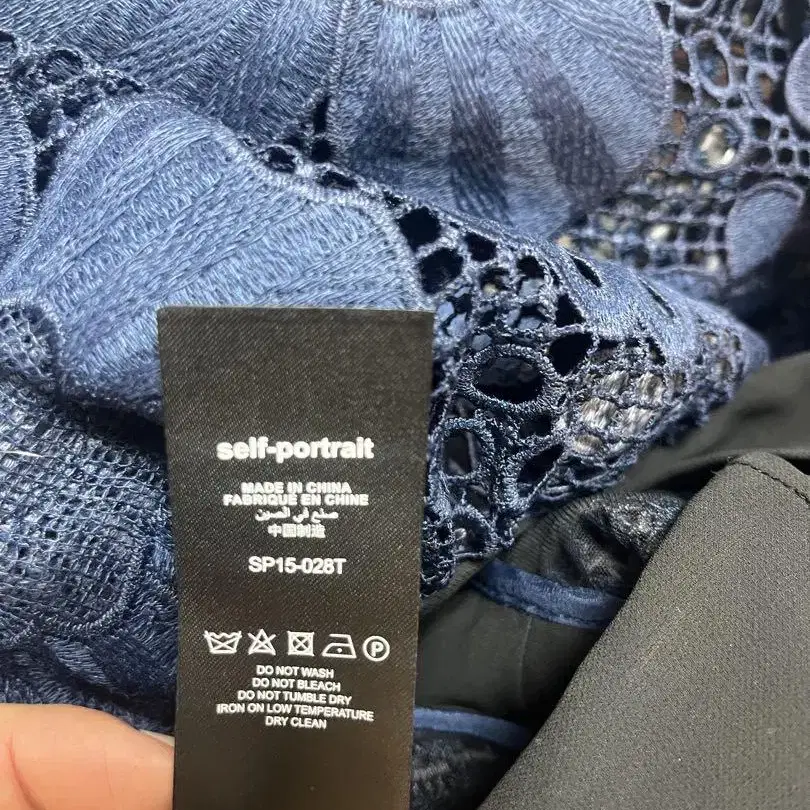 self-portrait
MADE IN CHINA
FABRIQUÉ EN CHINE
صنع في الصين
中国制造
SP15-028T
P
DO NOT WASH
DO NOT BLEACH
DO NOT TUMBLE DRY
IRON ON LOW TEMPERATURE
DRY CLEAN